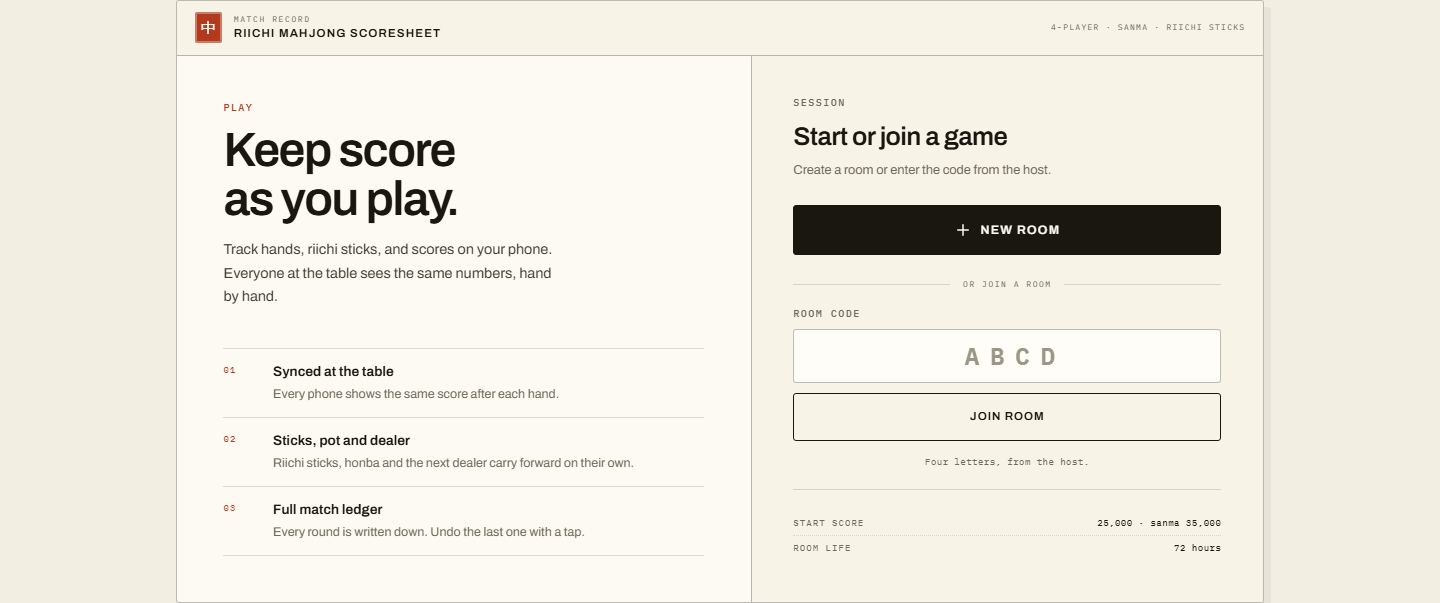 中
MATCH RECORD
RIICHI MAHJONG SCORESHEET
4-PLAYER · SANMA · RIICHI STICKS
PLAY
Keep score
as you play.
Track hands, riichi sticks, and scores on your phone.
Everyone at the table sees the same numbers, hand
by hand.
01
Synced at the table
Every phone shows the same score after each hand.
02
Sticks, pot and dealer
Riichi sticks, honba and the next dealer carry forward on their own.
03
Full match ledger
Every round is written down. Undo the last one with a tap.
SESSION
Start or join a game
Create a room or enter the code from the host.
+ NEW ROOM
OR JOIN A ROOM
ROOM CODE
ABCD
JOIN ROOM
Four letters, from the host.
START SCORE 25,000 · sanma 35,000
ROOM LIFE 72 hours